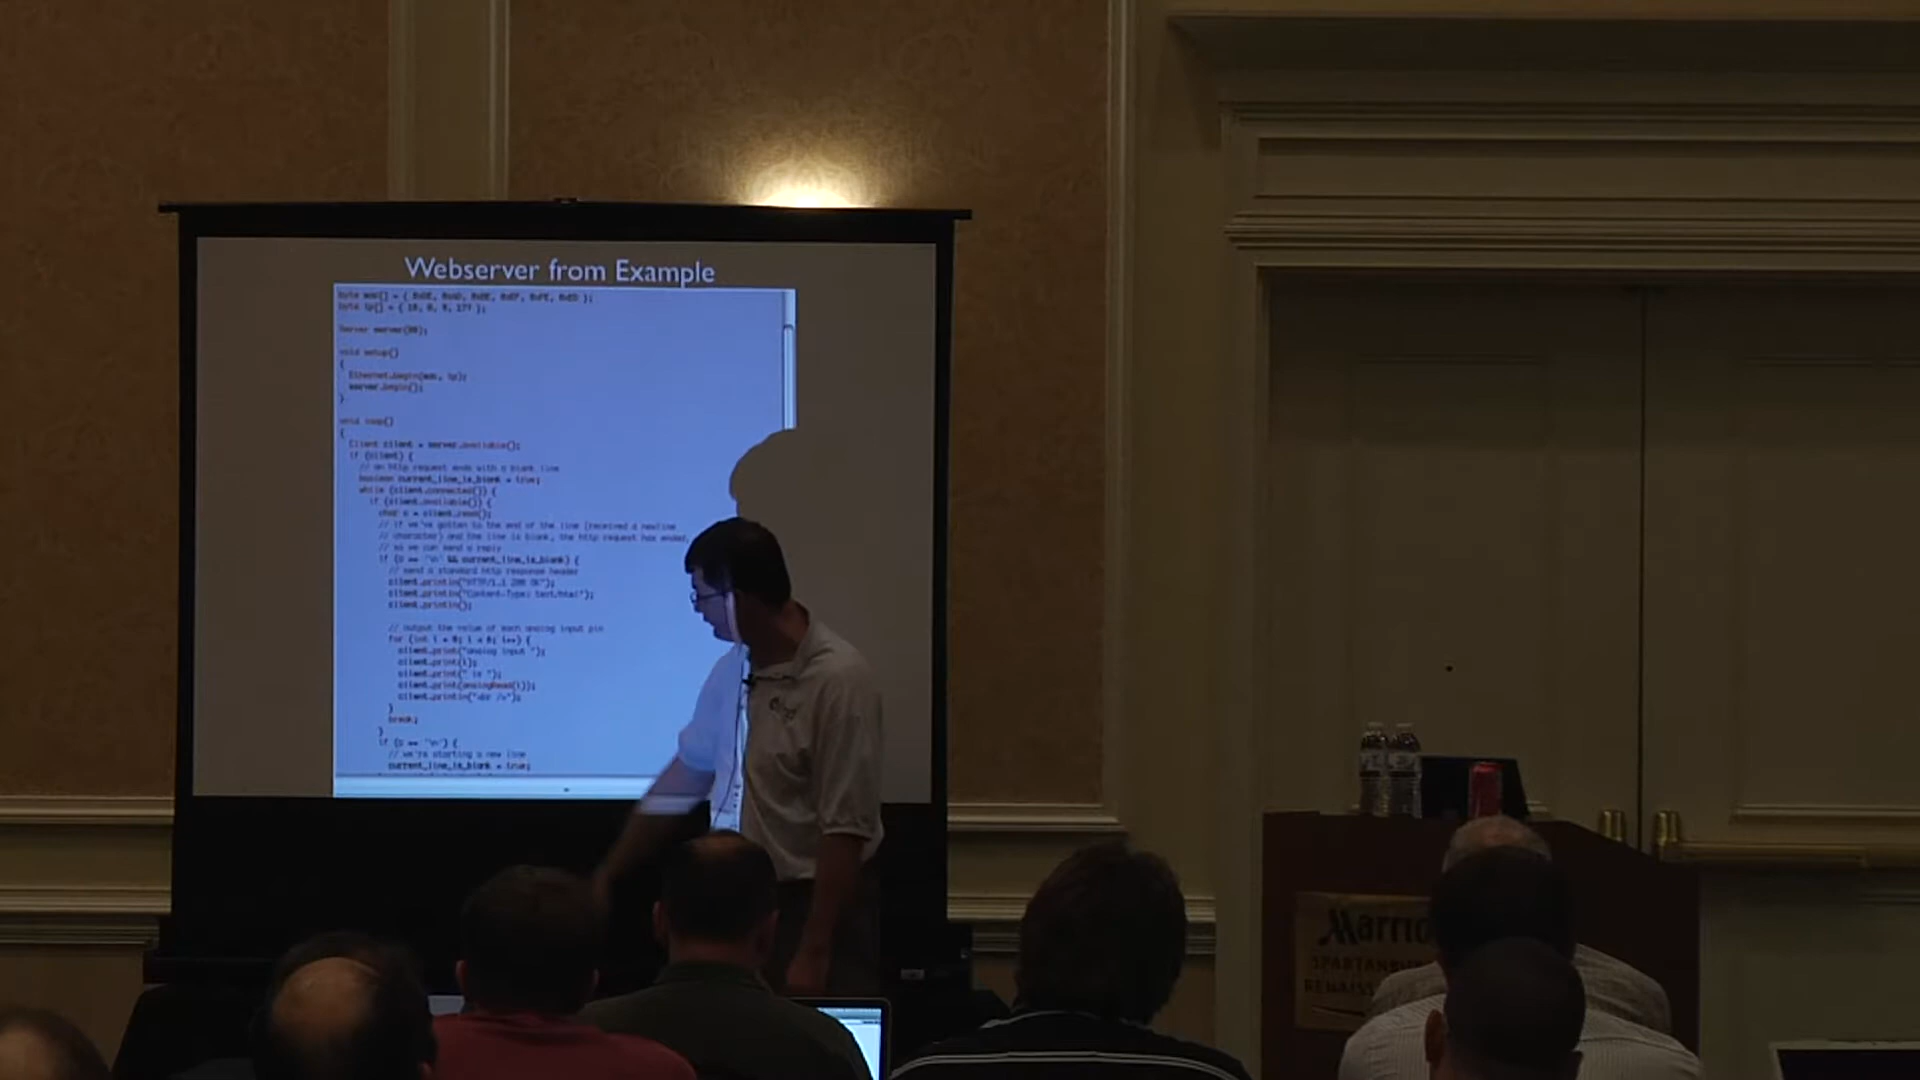 Webserver from Example
byte mac[] = { 0xDE, 0xAD, 0xBE, 0xEF, 0xFE, 0xED };
byte ip[] = { 10, 0, 0, 177 };
Server server(80);
void setup()
{
Ethernet.begin(mac, ip);
server.begin();
}
void loop()
{
Client client = server.available();
if (client) {
// an http request ends with a blank line
boolean current_line_is_blank = true;
while (client.connected()) {
if (client.available()) {
char c = client.read();
// if we've gotten to the end of the line (received a newline
// character) and the line is blank, the http request has ended,
// so we can send a reply
if (c == '\n' && current_line_is_blank) {
// send a standard http response header
client.println("HTTP/1.1 200 OK");
client.println("Content-Type: text/html");
client.println();
// output the value of each analog input pin
for (int i = 0; i < 6; i++) {
client.print("analog input ");
client.print(i);
client.print(" is ");
client.print(analogRead(i));
client.println("<br />");
}
break;
}
if (c == '\n') {
// we're starting a new line
current_line_is_blank = true;
Marrio
SPARTANBU
RENAISS